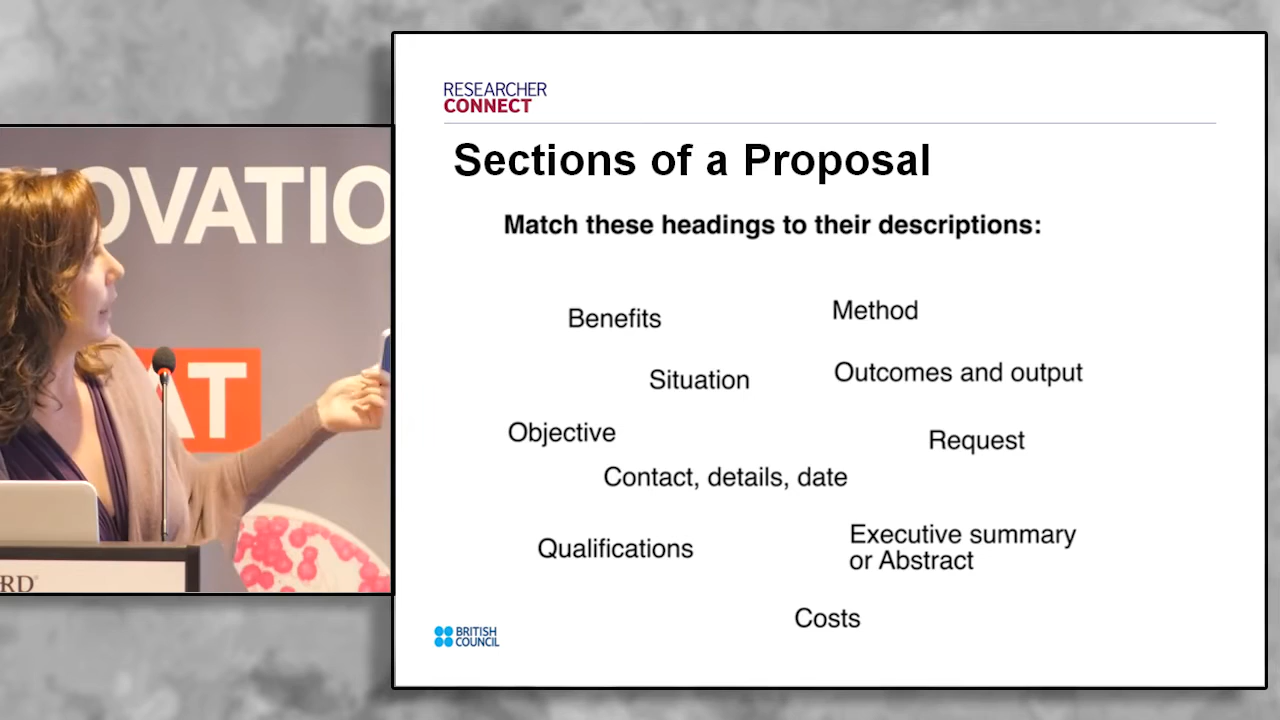 RESEARCHER
CONNECT
Sections of a Proposal
Match these headings to their descriptions:
Benefits
Method
Situation
Outcomes and output
Objective
Request
Contact, details, date
Qualifications
Executive summary
or Abstract
Costs
BRITISH
COUNCIL
OVATIO
AT
RD